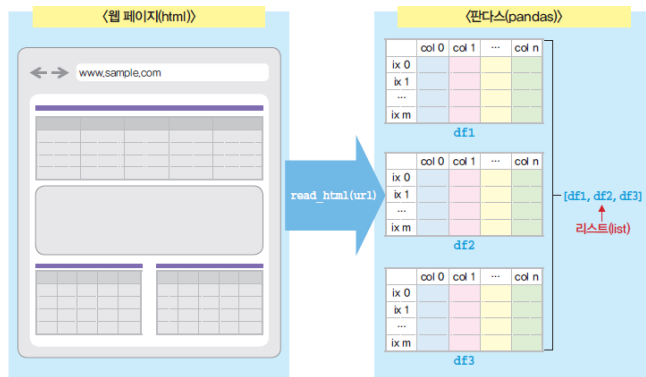 〈웹 페이지(html)〉
www.sample.com
read_html(url)
〈판다스(pandas)〉
col 0 col 1 ··· col n
ix 0
ix 1
···
ix m
df1
col 0 col 1 ··· col n
ix 0
ix 1
···
ix m
df2
col 0 col 1 ··· col n
ix 0
ix 1
···
ix m
df3
[df1, df2, df3]
리스트(list)